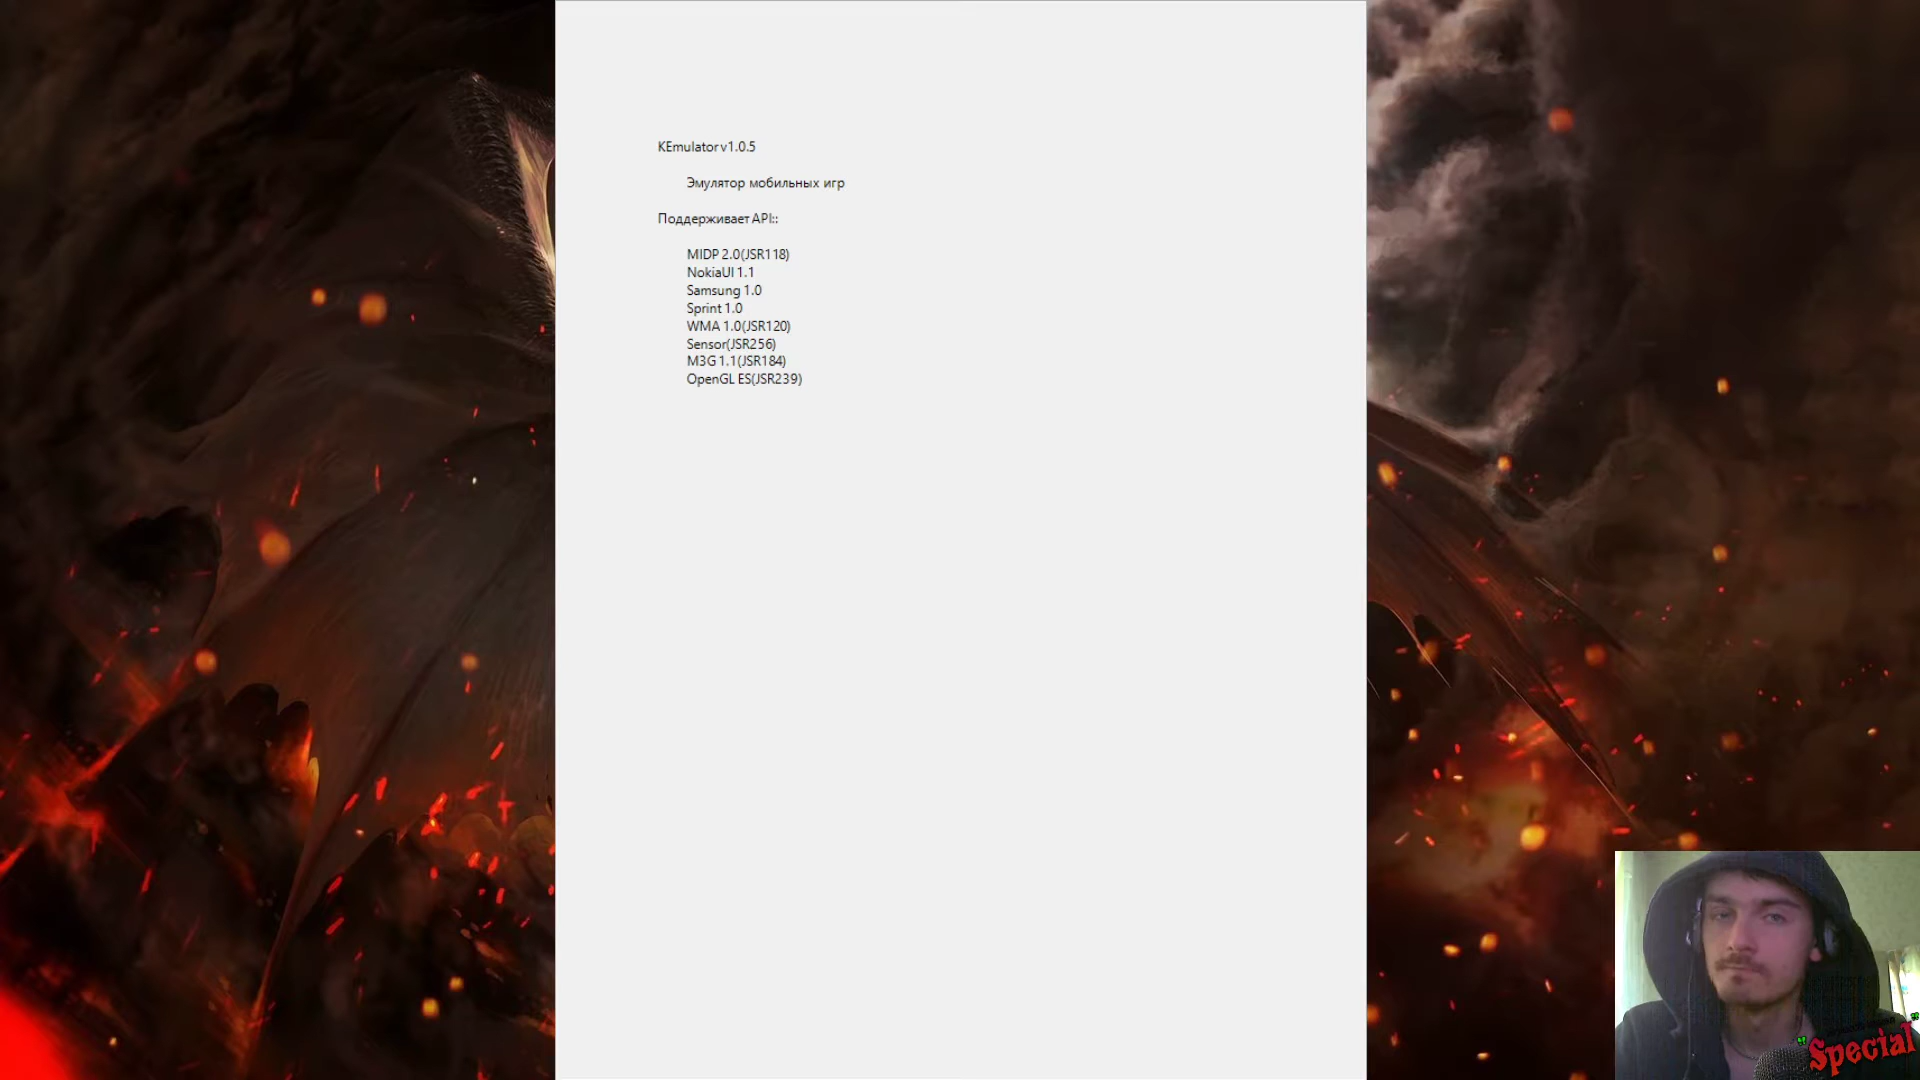 KEmulator v1.0.5
Эмулятор мобильных игр
Поддерживает API::
MIDP 2.0(JSR118)
NokiaUI 1.1
Samsung 1.0
Sprint 1.0
WMA 1.0(JSR120)
Sensor(JSR256)
M3G 1.1(JSR184)
OpenGL ES(JSR239)
"Special"